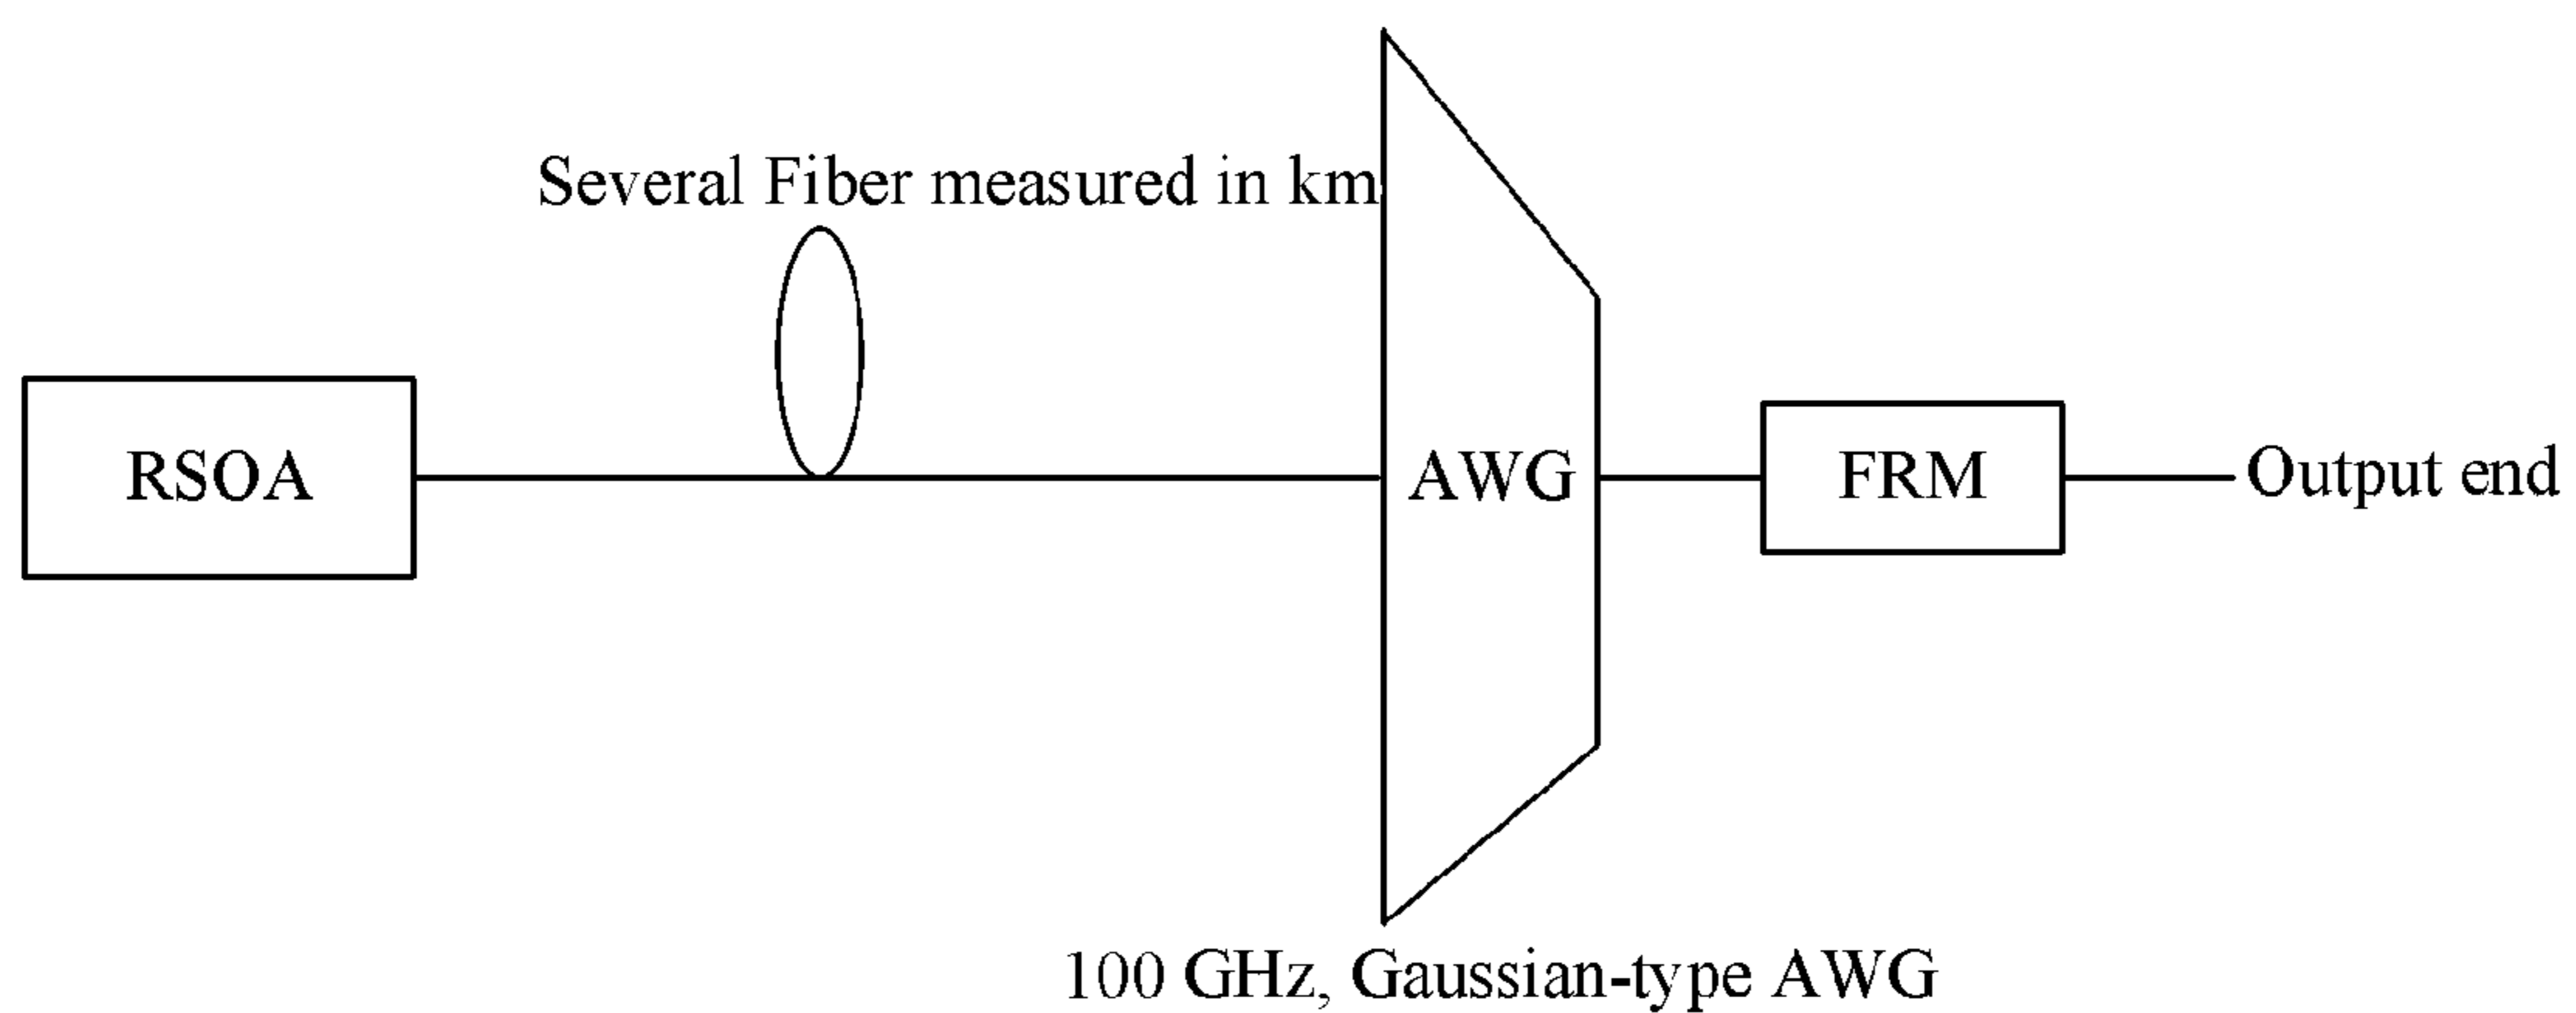 Several Fiber measured in km
RSOA
AWG
FRM
Output end
100 GHz, Gaussian-type AWG